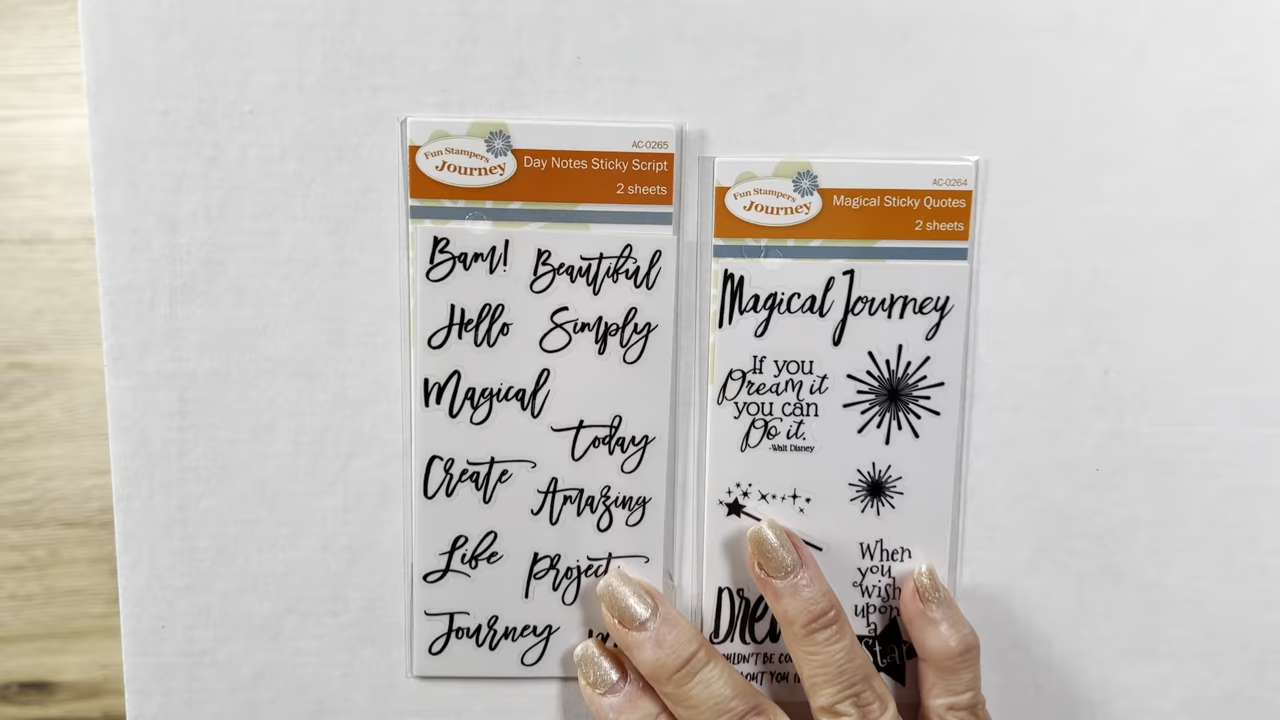 AC-0265
Fun Stampers
Journey
Day Notes Sticky Script
2 sheets
Bam!
Beautiful
Hello
Simply
Magical
today
Create
Amazing
Life
Project
Journey
AC-0264
Fun Stampers
Journey
Magical Sticky Quotes
2 sheets
Magical Journey
If you
Dream it
you can
Do it.
-Walt Disney
When
you
wish
upon
a
Star